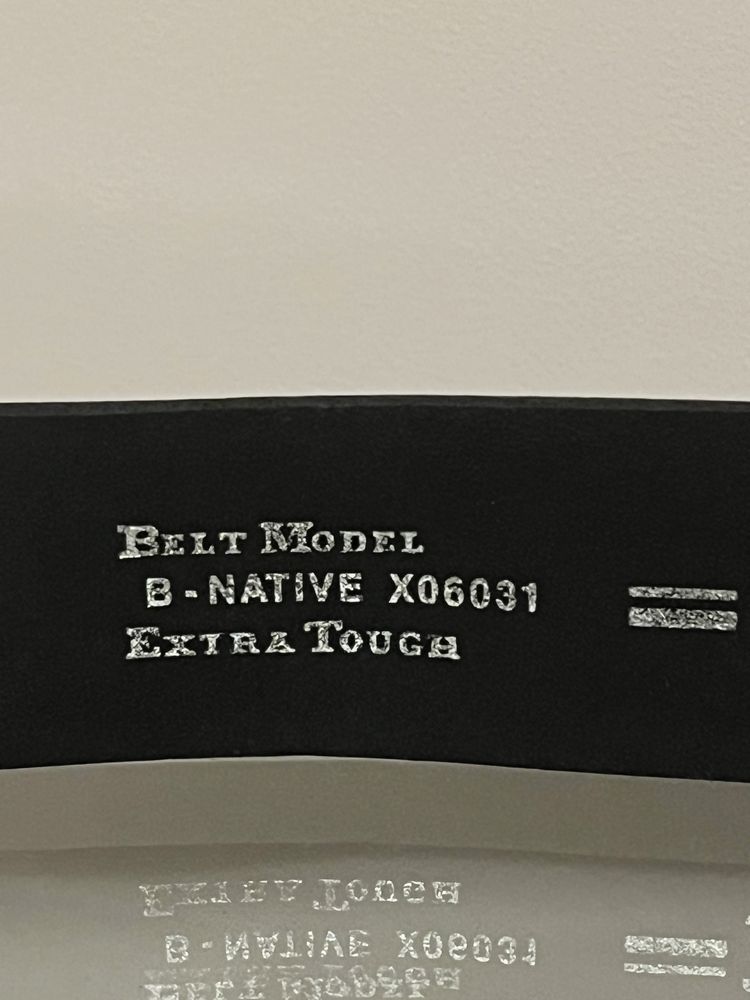 Belt Model
B-NATIVE X06031
Extra Tough